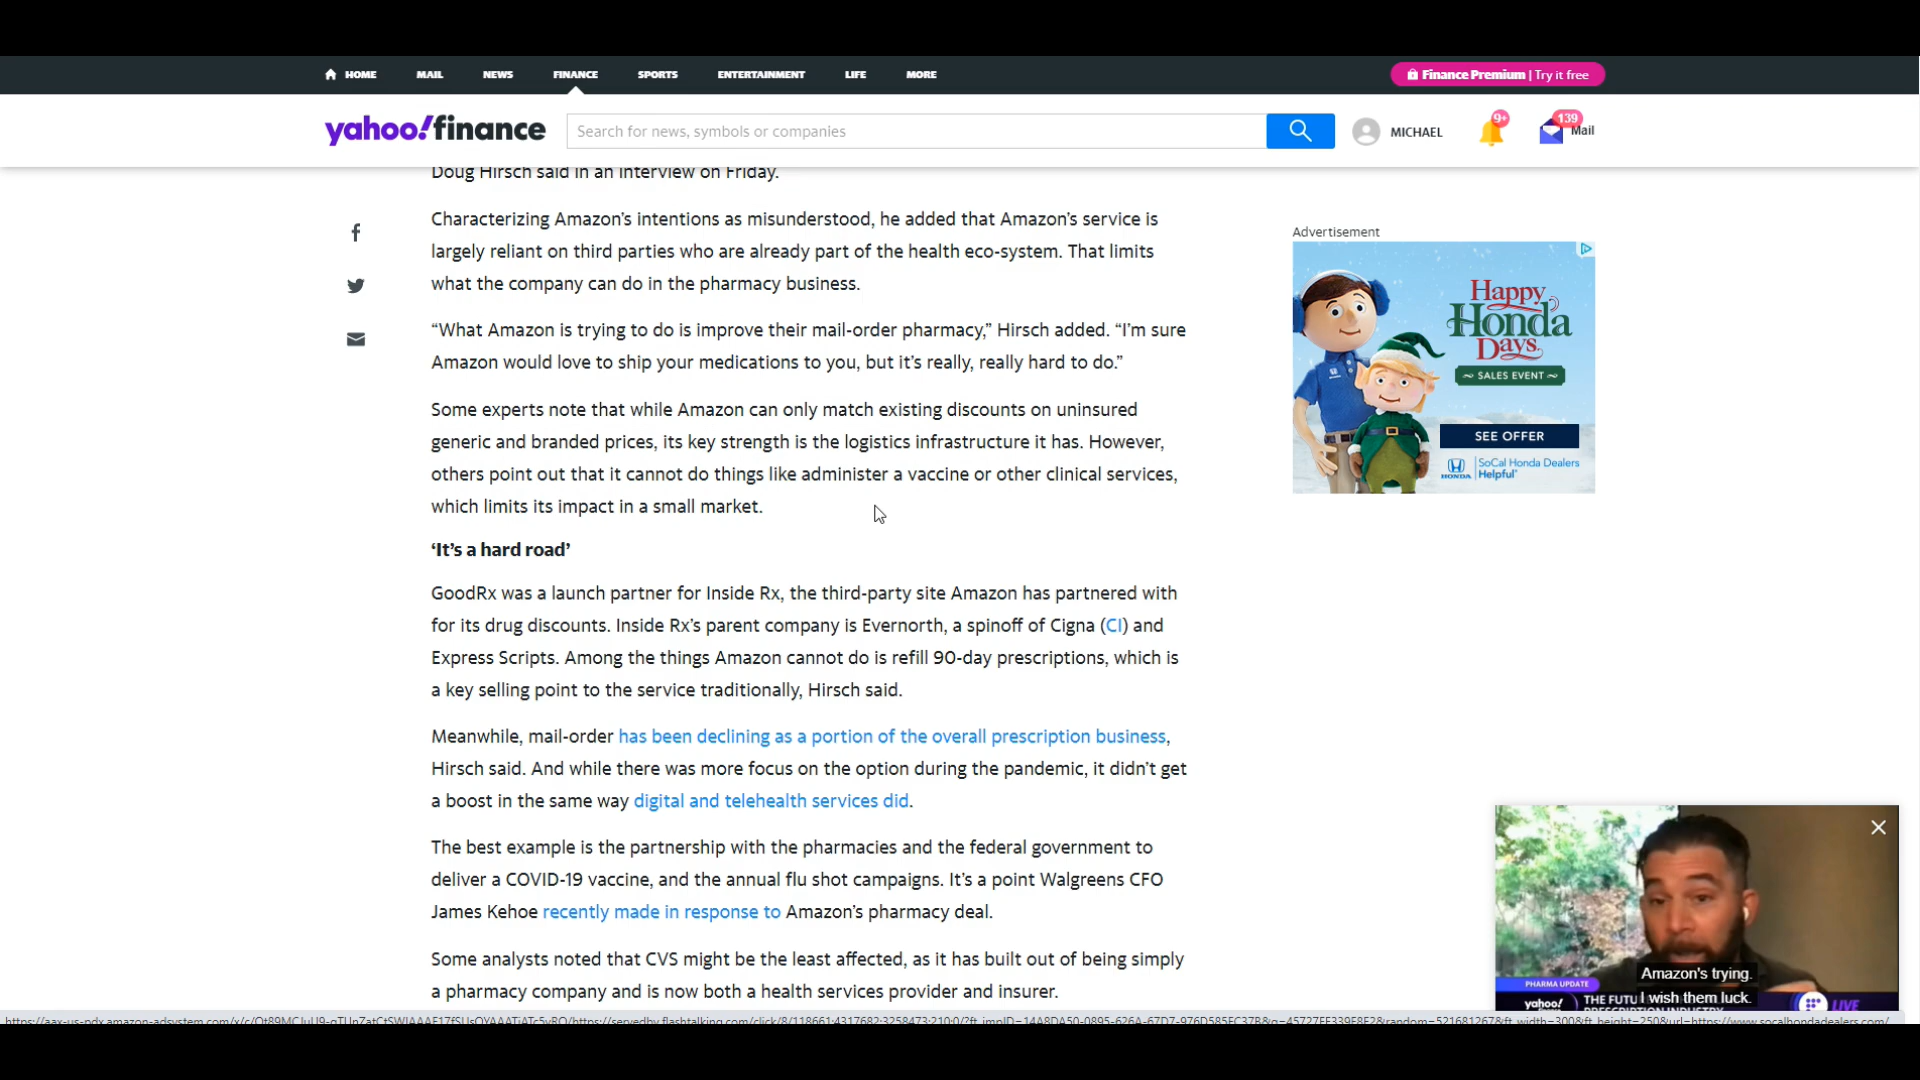 HOME MAIL NEWS FINANCE SPORTS ENTERTAINMENT LIFE MORE Finance Premium | Try it free
yahoo!finance Search for news, symbols or companies MICHAEL 9+ 139 Mail
Doug Hirsch said in an interview on Friday.
Characterizing Amazon’s intentions as misunderstood, he added that Amazon’s service is
largely reliant on third parties who are already part of the health eco-system. That limits
what the company can do in the pharmacy business.
“What Amazon is trying to do is improve their mail-order pharmacy,” Hirsch added. “I’m sure
Amazon would love to ship your medications to you, but it’s really, really hard to do.”
Some experts note that while Amazon can only match existing discounts on uninsured
generic and branded prices, its key strength is the logistics infrastructure it has. However,
others point out that it cannot do things like administer a vaccine or other clinical services,
which limits its impact in a small market.
‘It’s a hard road’
GoodRx was a launch partner for Inside Rx, the third-party site Amazon has partnered with
for its drug discounts. Inside Rx’s parent company is Evernorth, a spinoff of Cigna (CI) and
Express Scripts. Among the things Amazon cannot do is refill 90-day prescriptions, which is
a key selling point to the service traditionally, Hirsch said.
Meanwhile, mail-order has been declining as a portion of the overall prescription business,
Hirsch said. And while there was more focus on the option during the pandemic, it didn’t get
a boost in the same way digital and telehealth services did.
The best example is the partnership with the pharmacies and the federal government to
deliver a COVID-19 vaccine, and the annual flu shot campaigns. It’s a point Walgreens CFO
James Kehoe recently made in response to Amazon’s pharmacy deal.
Some analysts noted that CVS might be the least affected, as it has built out of being simply
a pharmacy company and is now both a health services provider and insurer.
Advertisement
Happy
Honda
Days.
SALES EVENT
SEE OFFER
HONDA
SoCal Honda Dealers
Helpful
Amazon's trying.
I wish them luck.
PHARMA UPDATE
yahoo! THE FUTU LIVE